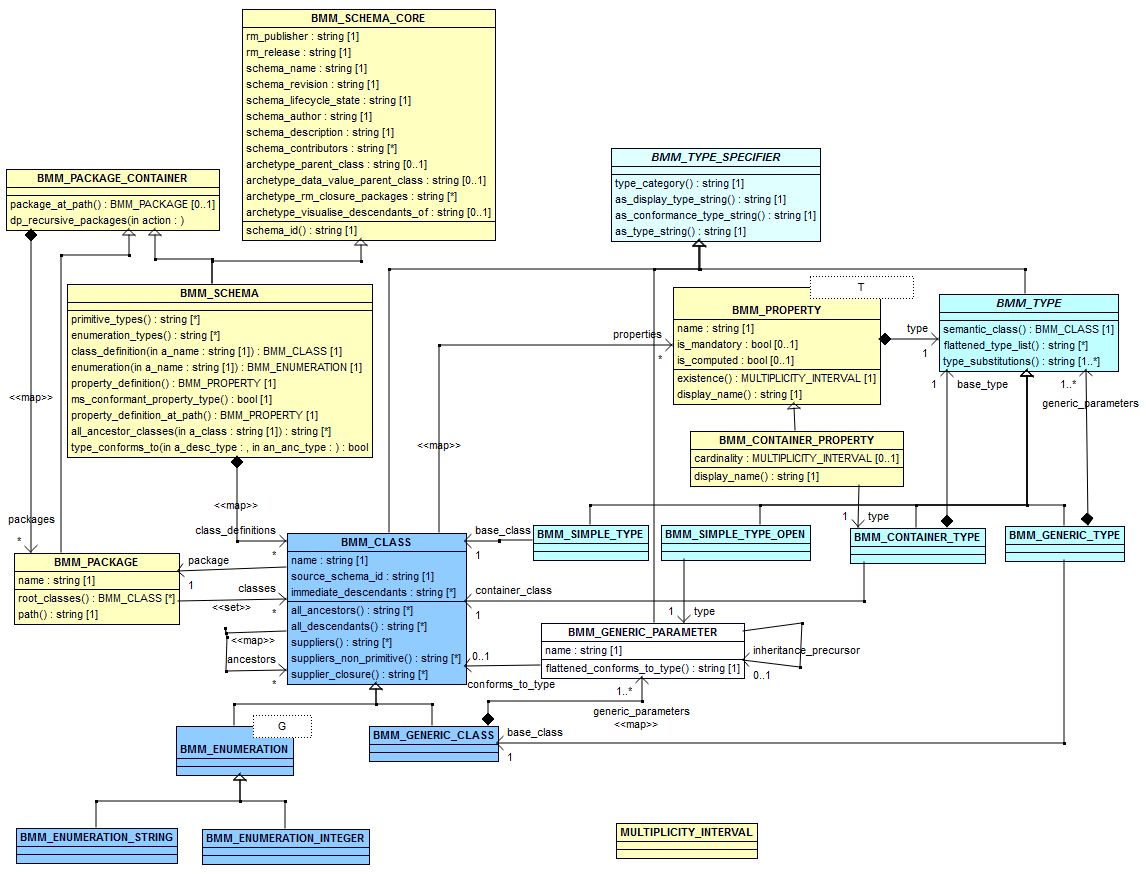 BMM_SCHEMA_CORE
rm_publisher : string [1]
rm_release : string [1]
schema_name : string [1]
schema_revision : string [1]
schema_lifecycle_state : string [1]
schema_author : string [1]
schema_description : string [1]
schema_contributors : string [*]
archetype_parent_class : string [0..1]
archetype_data_value_parent_class : string [0..1]
archetype_rm_closure_packages : string [*]
archetype_visualise_descendants_of : string [0..1]
schema_id() : string [1]
BMM_PACKAGE_CONTAINER
package_at_path() : BMM_PACKAGE [0..1]
dp_recursive_packages(in action : )
BMM_TYPE_SPECIFIER
type_category() : string [1]
as_display_type_string() : string [1]
as_conformance_type_string() : string [1]
as_type_string() : string [1]
BMM_SCHEMA
primitive_types() : string [*]
enumeration_types() : string [*]
class_definition(in a_name : string [1]) : BMM_CLASS [1]
enumeration(in a_name : string [1]) : BMM_ENUMERATION [1]
property_definition() : BMM_PROPERTY [1]
ms_conformant_property_type() : bool [1]
property_definition_at_path() : BMM_PROPERTY [1]
all_ancestor_classes(in a_class : string [1]) : string [*]
type_conforms_to(in a_desc_type : , in an_anc_type : ) : bool
T
BMM_PROPERTY
name : string [1]
is_mandatory : bool [0..1]
is_computed : bool [0..1]
existence() : MULTIPLICITY_INTERVAL [1]
display_name() : string [1]
properties
*
type
1
BMM_TYPE
semantic_class() : BMM_CLASS [1]
flattened_type_list() : string [*]
type_substitutions() : string [1..*]
1
base_type
1..*
generic_parameters
<<map>>
<<map>>
BMM_CONTAINER_PROPERTY
cardinality : MULTIPLICITY_INTERVAL [0..1]
display_name() : string [1]
1
type
<<map>>
class_definitions
*
packages
*
BMM_SIMPLE_TYPE
BMM_SIMPLE_TYPE_OPEN
BMM_CONTAINER_TYPE
BMM_GENERIC_TYPE
base_class
1
BMM_PACKAGE
name : string [1]
root_classes() : BMM_CLASS [*]
path() : string [1]
package
1
classes
<<set>>
*
BMM_CLASS
name : string [1]
source_schema_id : string [1]
immediate_descendants : string [*]
all_ancestors() : string [*]
all_descendants() : string [*]
suppliers() : string [*]
suppliers_non_primitive() : string [*]
supplier_closure() : string [*]
<<map>>
ancestors
*
container_class
1
1
type
BMM_GENERIC_PARAMETER
name : string [1]
flattened_conforms_to_type() : string [1]
inheritance_precursor
0..1
0..1
conforms_to_type
1..*
generic_parameters
<<map>>
G
BMM_ENUMERATION
BMM_GENERIC_CLASS
base_class
1
BMM_ENUMERATION_STRING
BMM_ENUMERATION_INTEGER
MULTIPLICITY_INTERVAL